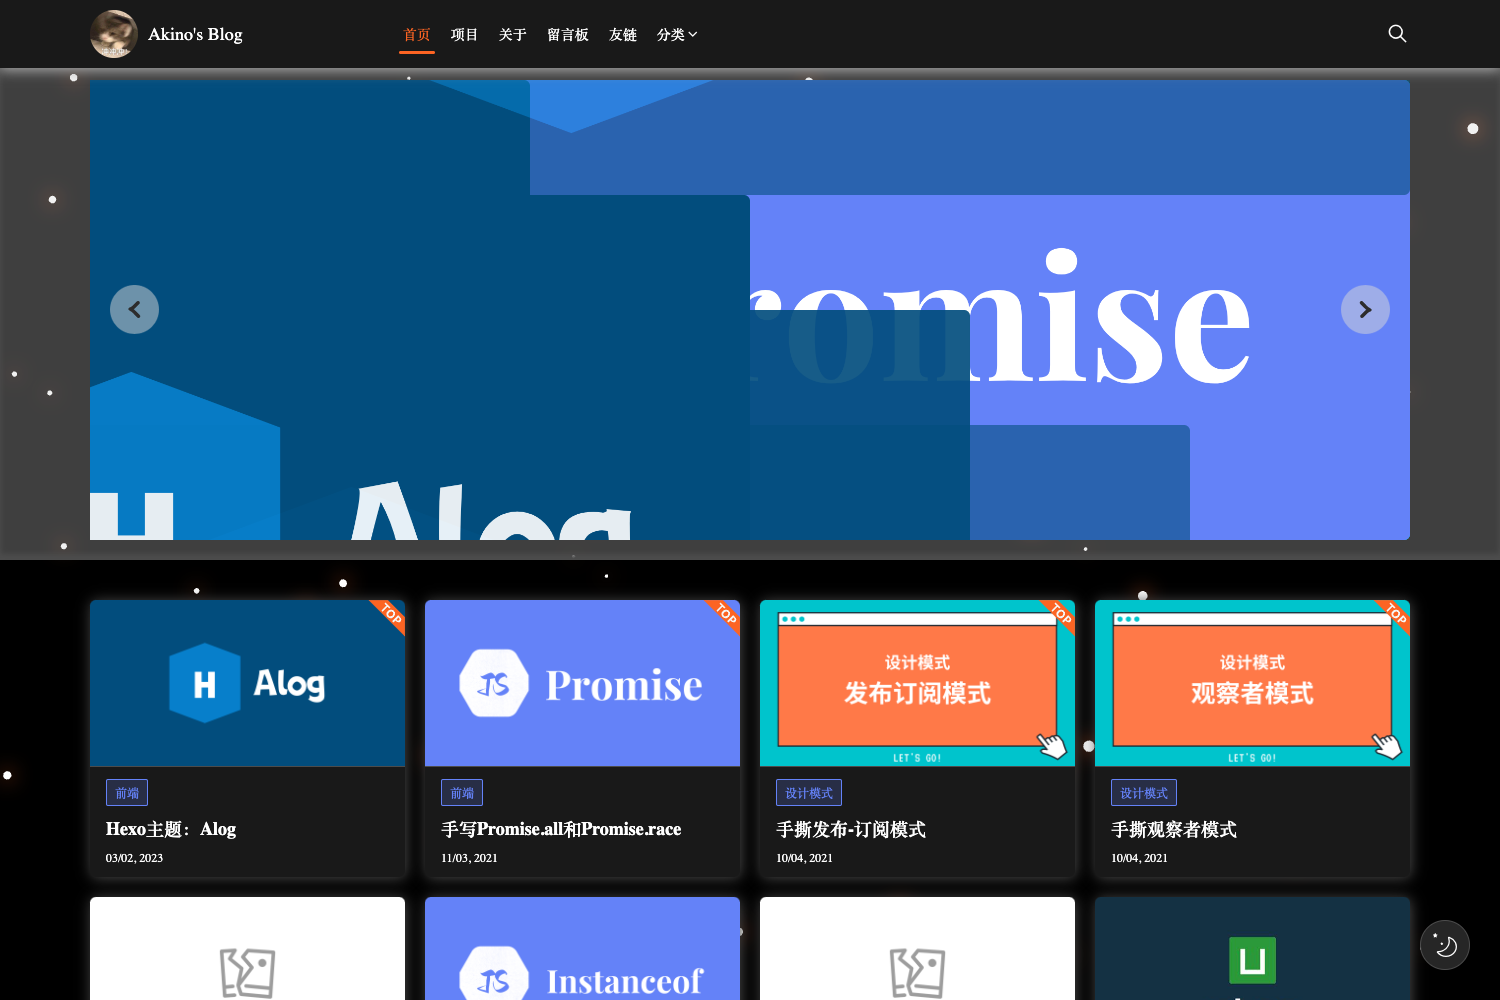 Akino's Blog
首页 项目 关于 留言板 友链 分类
romise
H Alog
TOP
H Alog
前端
Hexo主题：Alog
03/02, 2023
TOP
JS Promise
前端
手写Promise.all和Promise.race
11/03, 2021
TOP
设计模式
发布订阅模式
LET'S GO!
设计模式
手撕发布-订阅模式
10/04, 2021
TOP
设计模式
观察者模式
LET'S GO!
设计模式
手撕观察者模式
10/04, 2021
JS Instanceof